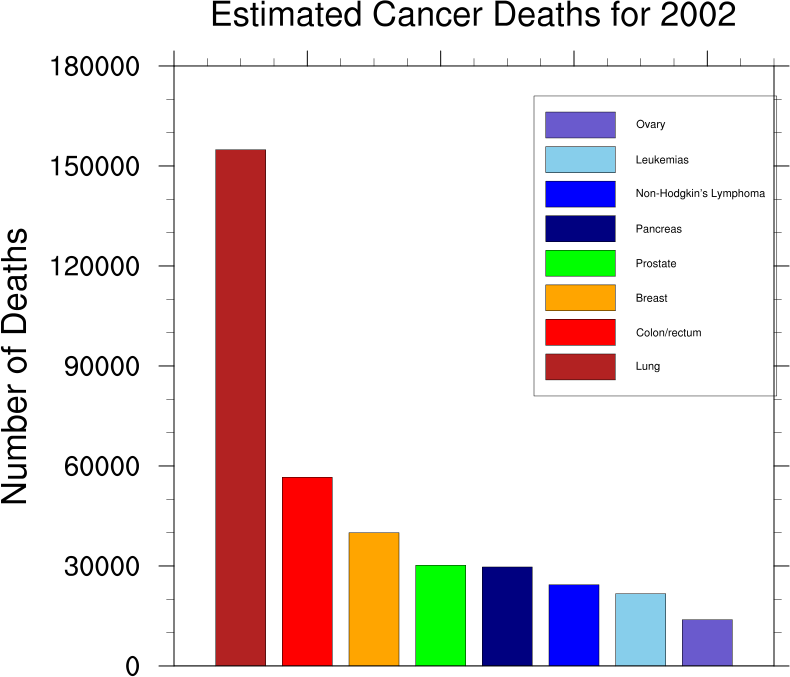 Estimated Cancer Deaths for 2002
Number of Deaths
180000
150000
120000
90000
60000
30000
0
Ovary
Leukemias
Non-Hodgkin's Lymphoma
Pancreas
Prostate
Breast
Colon/rectum
Lung